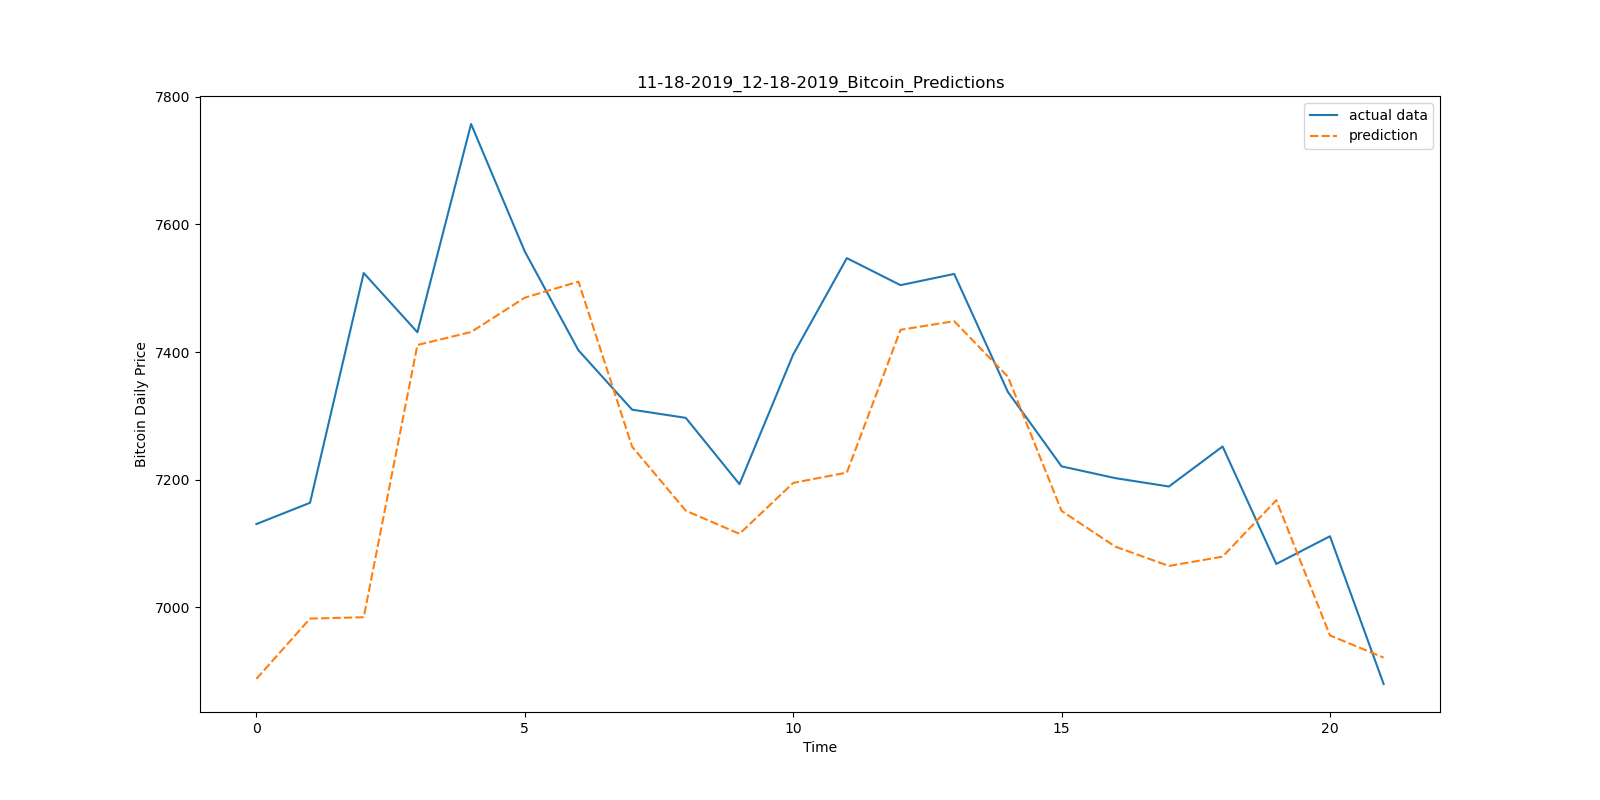 11-18-2019_12-18-2019_Bitcoin_Predictions
actual data
prediction
7800
7600
7400
7200
7000
Bitcoin Daily Price
0
5
10
15
20
Time